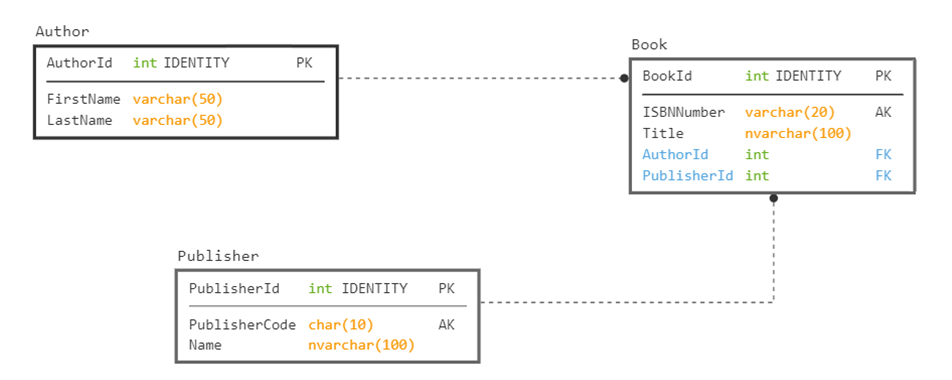 Author
AuthorId int IDENTITY PK
FirstName varchar(50)
LastName varchar(50)
Book
BookId int IDENTITY PK
ISBNNumber varchar(20) AK
Title nvarchar(100)
AuthorId int FK
PublisherId int FK
Publisher
PublisherId int IDENTITY PK
PublisherCode char(10) AK
Name nvarchar(100)